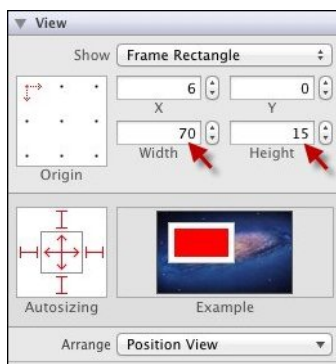 View
Show Frame Rectangle
6 0
X Y
70 15
Width Height
Origin
Autosizing Example
Arrange Position View